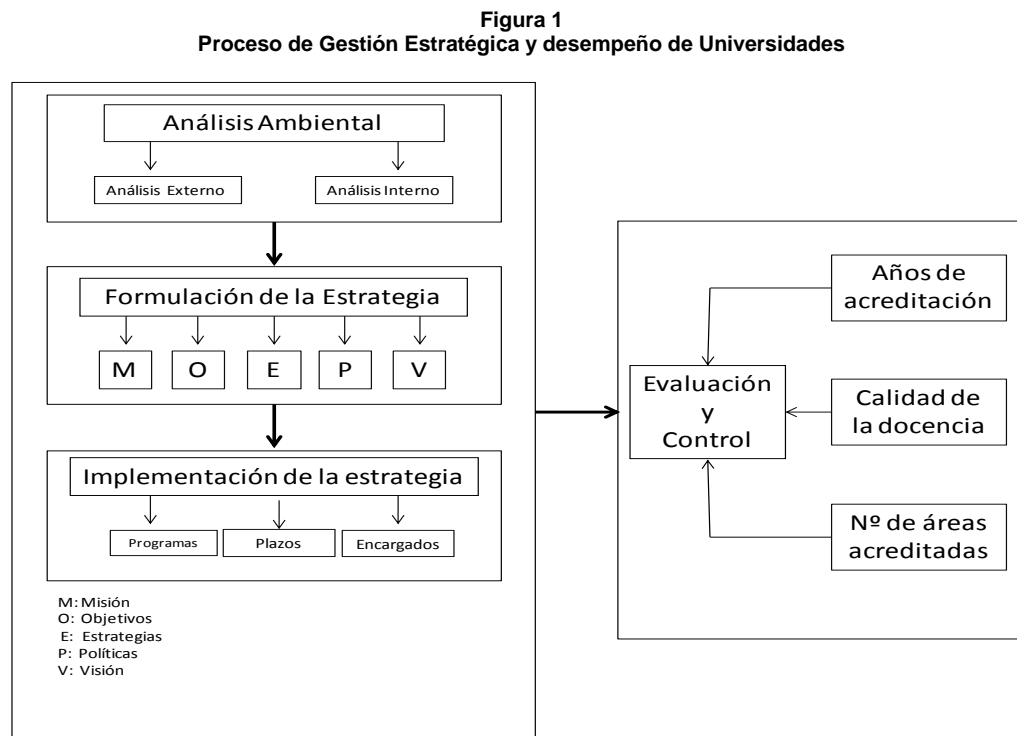 Figura 1
Proceso de Gestión Estratégica y desempeño de Universidades
Análisis Ambiental
Análisis Externo
Análisis Interno
Formulación de la Estrategia
M
O
E
P
V
Implementación de la estrategia
Programas
Plazos
Encargados
M: Misión
O: Objetivos
E: Estrategias
P: Políticas
V: Visión
Evaluación
y
Control
Años de
acreditación
Calidad de
la docencia
Nº de áreas
acreditadas